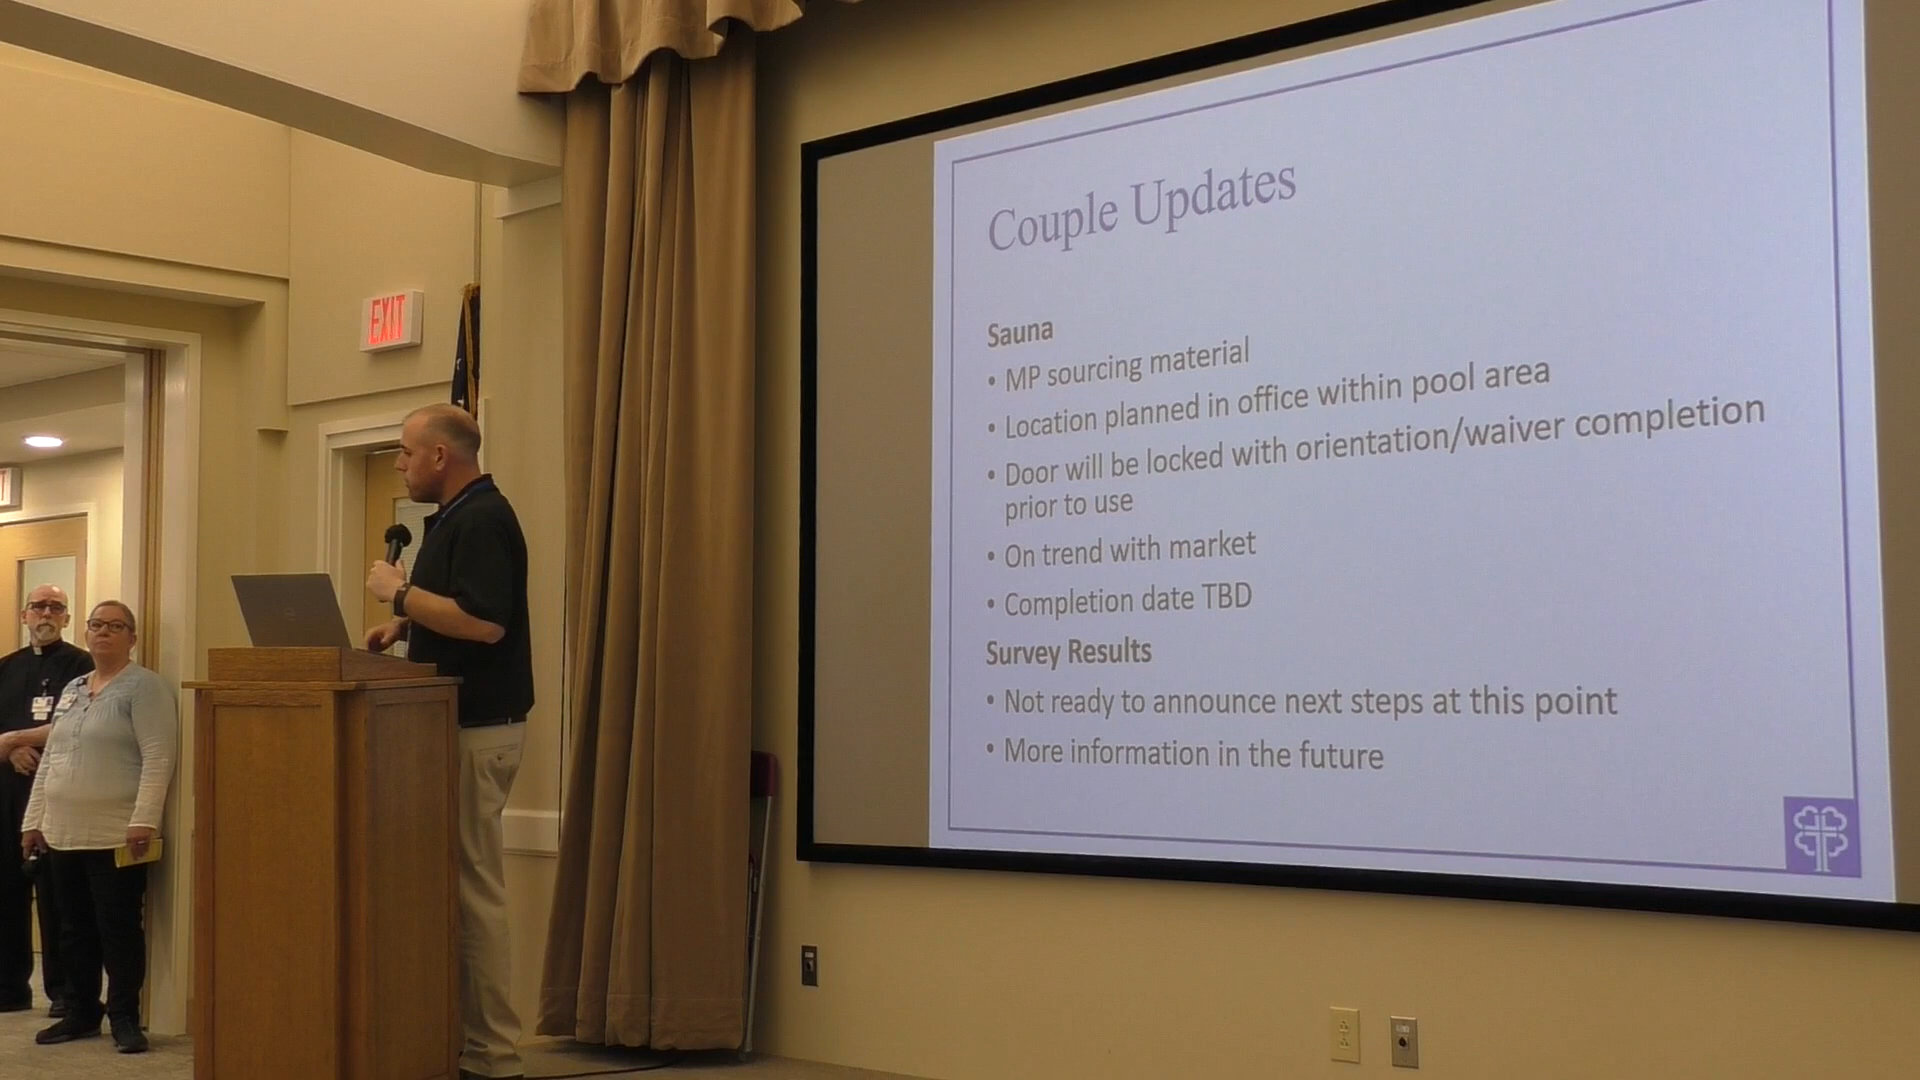 Couple Updates
Sauna
• MP sourcing material
• Location planned in office within pool area
• Door will be locked with orientation/waiver completion
prior to use
• On trend with market
• Completion date TBD
Survey Results
• Not ready to announce next steps at this point
• More information in the future
EXIT